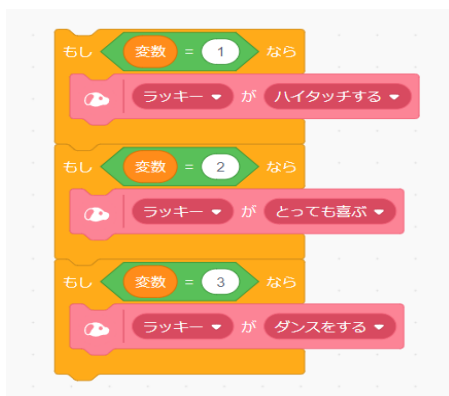 もし 変数 = 1 なら
ラッキー が ハイタッチする
もし 変数 = 2 なら
ラッキー が とっても喜ぶ
もし 変数 = 3 なら
ラッキー が ダンスをする